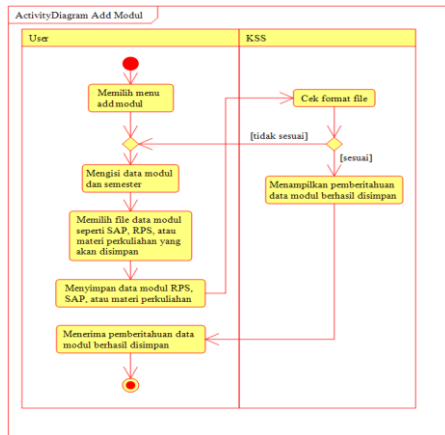 ActivityDiagram Add Modul
User
KSS
Memilih menu
add modul
Cek format file
[tidak sesuai]
[sesuai]
Mengisi data modul
dan semester
Menampilkan pemberitahuan
data modul berhasil disimpan
Memilih file data modul
seperti SAP, RPS, atau
materi perkuliahan yang
akan disimpan
Menyimpan data modul RPS,
SAP, atau materi perkuliahan
Menerima pemberitahuan data
modul berhasil disimpan